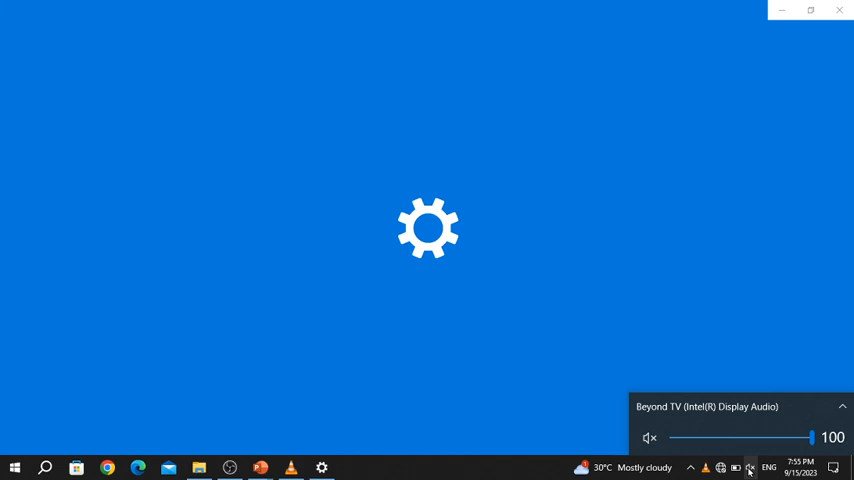 Beyond TV (Intel(R) Display Audio)
100
30°C Mostly cloudy
ENG
7:55 PM
9/15/2023